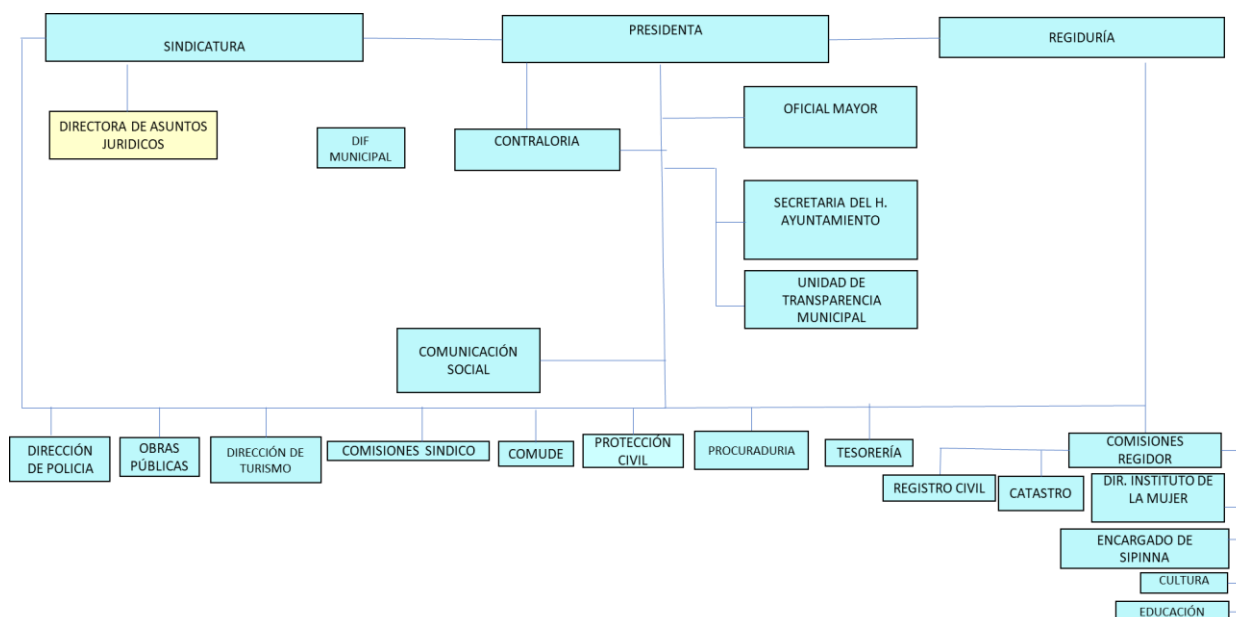 SINDICATURA
PRESIDENTA
REGIDURÍA
DIRECTORA DE ASUNTOS
JURIDICOS
DIF
MUNICIPAL
CONTRALORIA
OFICIAL MAYOR
SECRETARIA DEL H.
AYUNTAMIENTO
UNIDAD DE
TRANSPARENCIA
MUNICIPAL
COMUNICACIÓN
SOCIAL
DIRECCIÓN
DE POLICIA
OBRAS
PÚBLICAS
DIRECCIÓN DE
TURISMO
COMISIONES SINDICO
COMUDE
PROTECCIÓN
CIVIL
PROCURADURIA
TESORERÍA
COMISIONES
REGIDOR
REGISTRO CIVIL
CATASTRO
DIR. INSTITUTO DE
LA MUJER
ENCARGADO DE
SIPINNA
CULTURA
EDUCACIÓN